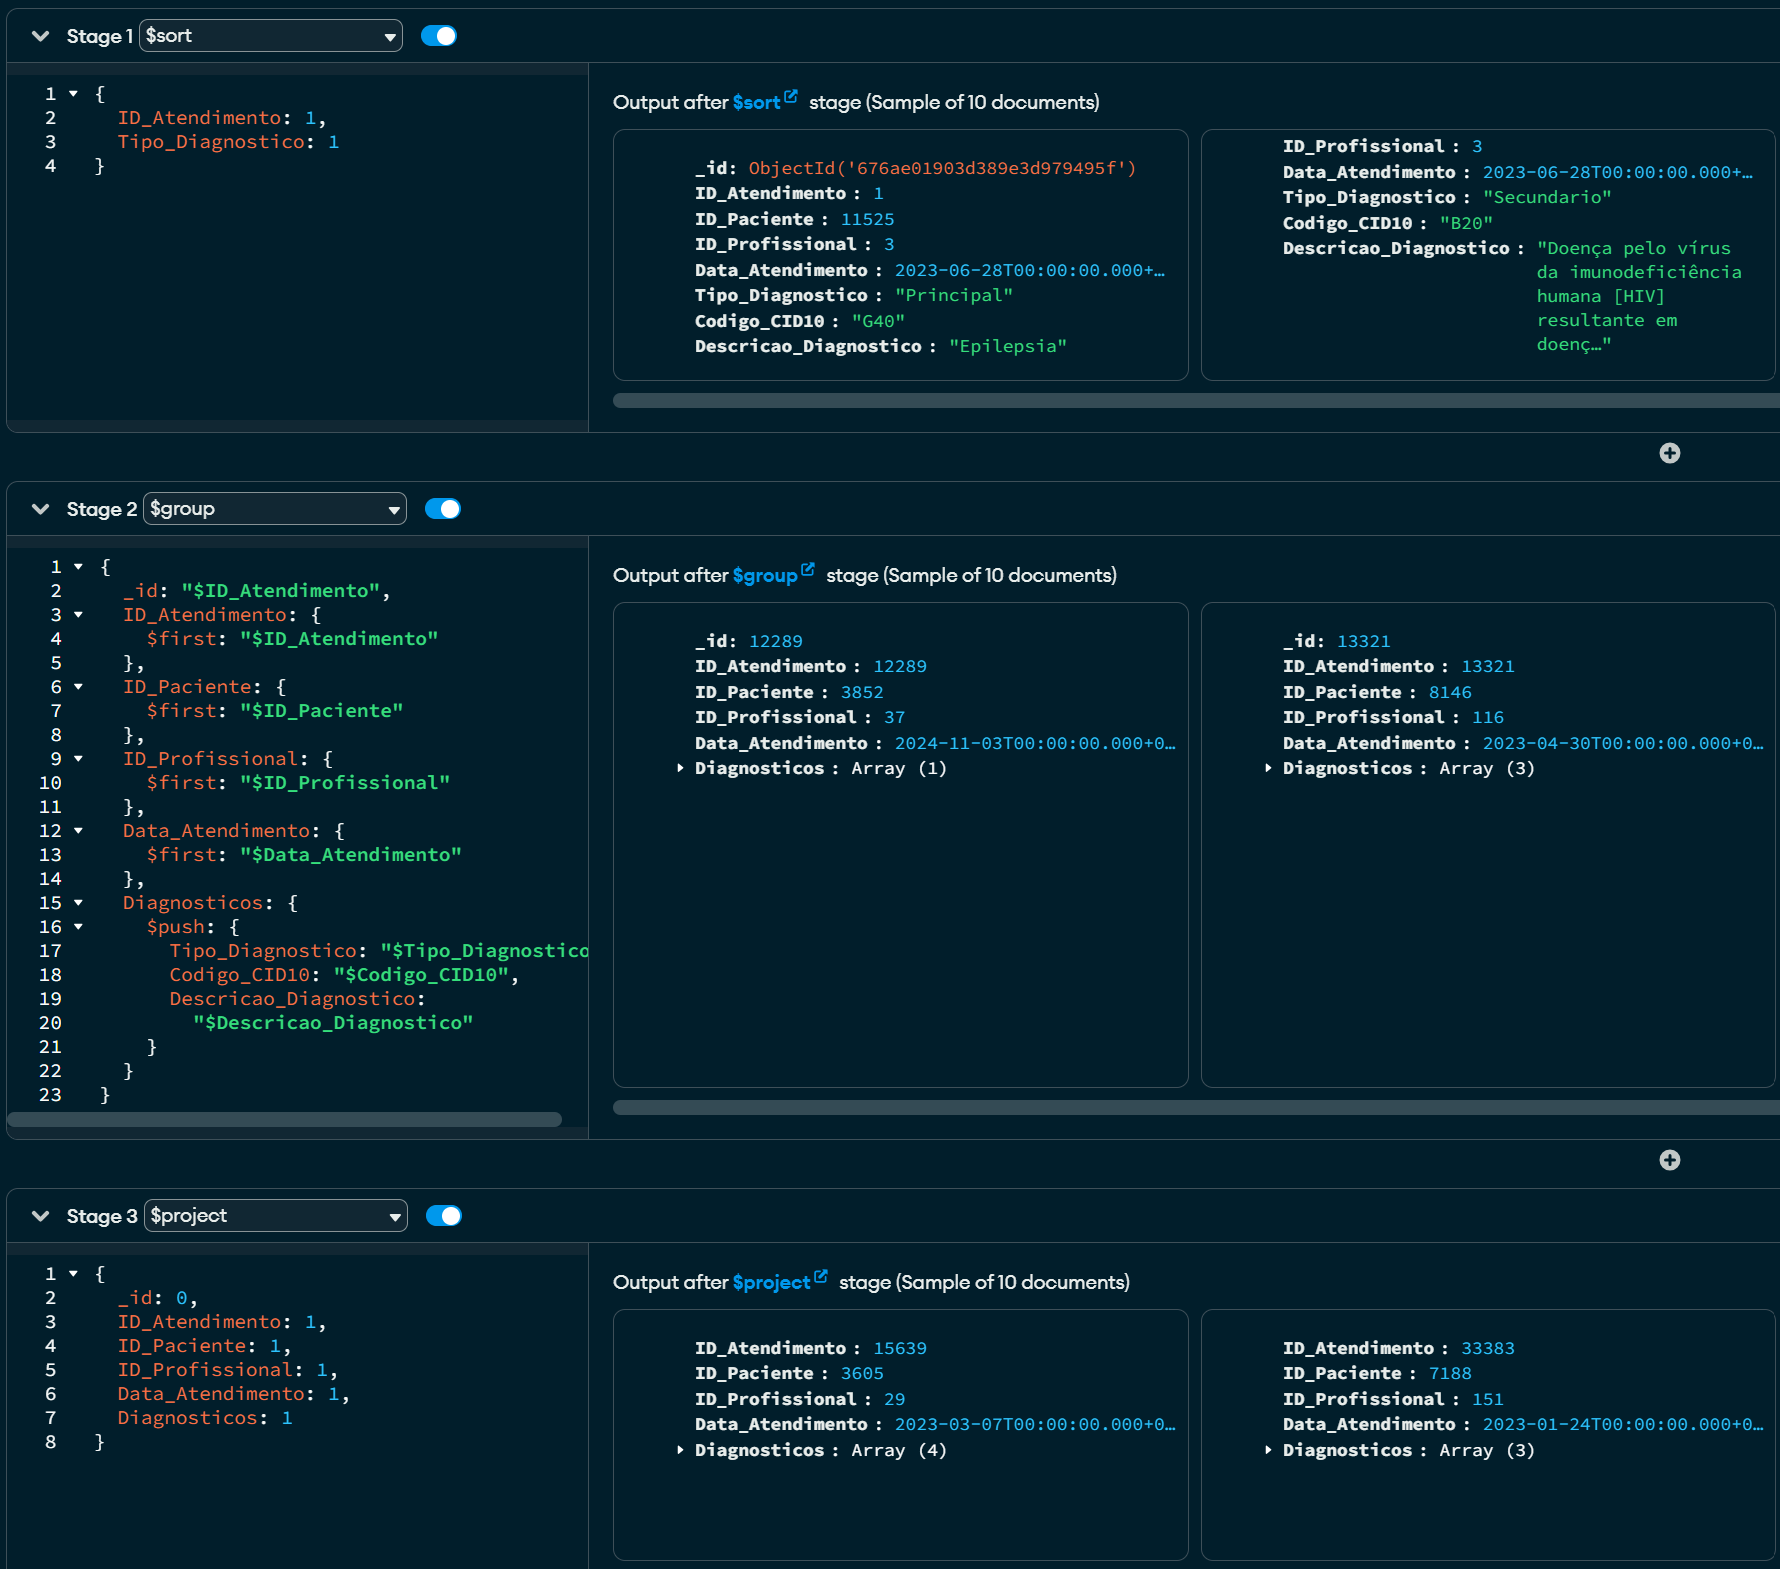 Stage 1 $sort
1 {
2 ID_Atendimento: 1,
3 Tipo_Diagnostico: 1
4 }
Output after $sort stage (Sample of 10 documents)
_id: ObjectId('676ae01903d389e3d979495f')
ID_Atendimento : 1
ID_Paciente : 11525
ID_Profissional : 3
Data_Atendimento : 2023-06-28T00:00:00.000+…
Tipo_Diagnostico : "Principal"
Codigo_CID10 : "G40"
Descricao_Diagnostico : "Epilepsia"
ID_Profissional : 3
Data_Atendimento : 2023-06-28T00:00:00.000+…
Tipo_Diagnostico : "Secundario"
Codigo_CID10 : "B20"
Descricao_Diagnostico : "Doença pelo vírus
da imunodeficiência
humana [HIV]
resultante em
doenç…"
Stage 2 $group
1 {
2 _id: "$ID_Atendimento",
3 ID_Atendimento: {
4 $first: "$ID_Atendimento"
5 },
6 ID_Paciente: {
7 $first: "$ID_Paciente"
8 },
9 ID_Profissional: {
10 $first: "$ID_Profissional"
11 },
12 Data_Atendimento: {
13 $first: "$Data_Atendimento"
14 },
15 Diagnosticos: {
16 $push: {
17 Tipo_Diagnostico: "$Tipo_Diagnostico
18 Codigo_CID10: "$Codigo_CID10",
19 Descricao_Diagnostico:
20 "$Descricao_Diagnostico"
21 }
22 }
23 }
Output after $group stage (Sample of 10 documents)
_id: 12289
ID_Atendimento : 12289
ID_Paciente : 3852
ID_Profissional : 37
Data_Atendimento : 2024-11-03T00:00:00.000+0…
Diagnosticos : Array (1)
_id: 13321
ID_Atendimento : 13321
ID_Paciente : 8146
ID_Profissional : 116
Data_Atendimento : 2023-04-30T00:00:00.000+0…
Diagnosticos : Array (3)
Stage 3 $project
1 {
2 _id: 0,
3 ID_Atendimento: 1,
4 ID_Paciente: 1,
5 ID_Profissional: 1,
6 Data_Atendimento: 1,
7 Diagnosticos: 1
8 }
Output after $project stage (Sample of 10 documents)
ID_Atendimento : 15639
ID_Paciente : 3605
ID_Profissional : 29
Data_Atendimento : 2023-03-07T00:00:00.000+0…
Diagnosticos : Array (4)
ID_Atendimento : 33383
ID_Paciente : 7188
ID_Profissional : 151
Data_Atendimento : 2023-01-24T00:00:00.000+0…
Diagnosticos : Array (3)